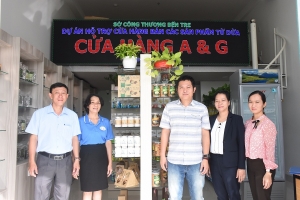 SỞ CÔNG THƯƠNG BẾN TRE
DỰ ÁN HỖ TRỢ CỬA HÀNG BÁN CÁC SẢN PHẨM TỪ DỪA
CỬA HÀNG A & G